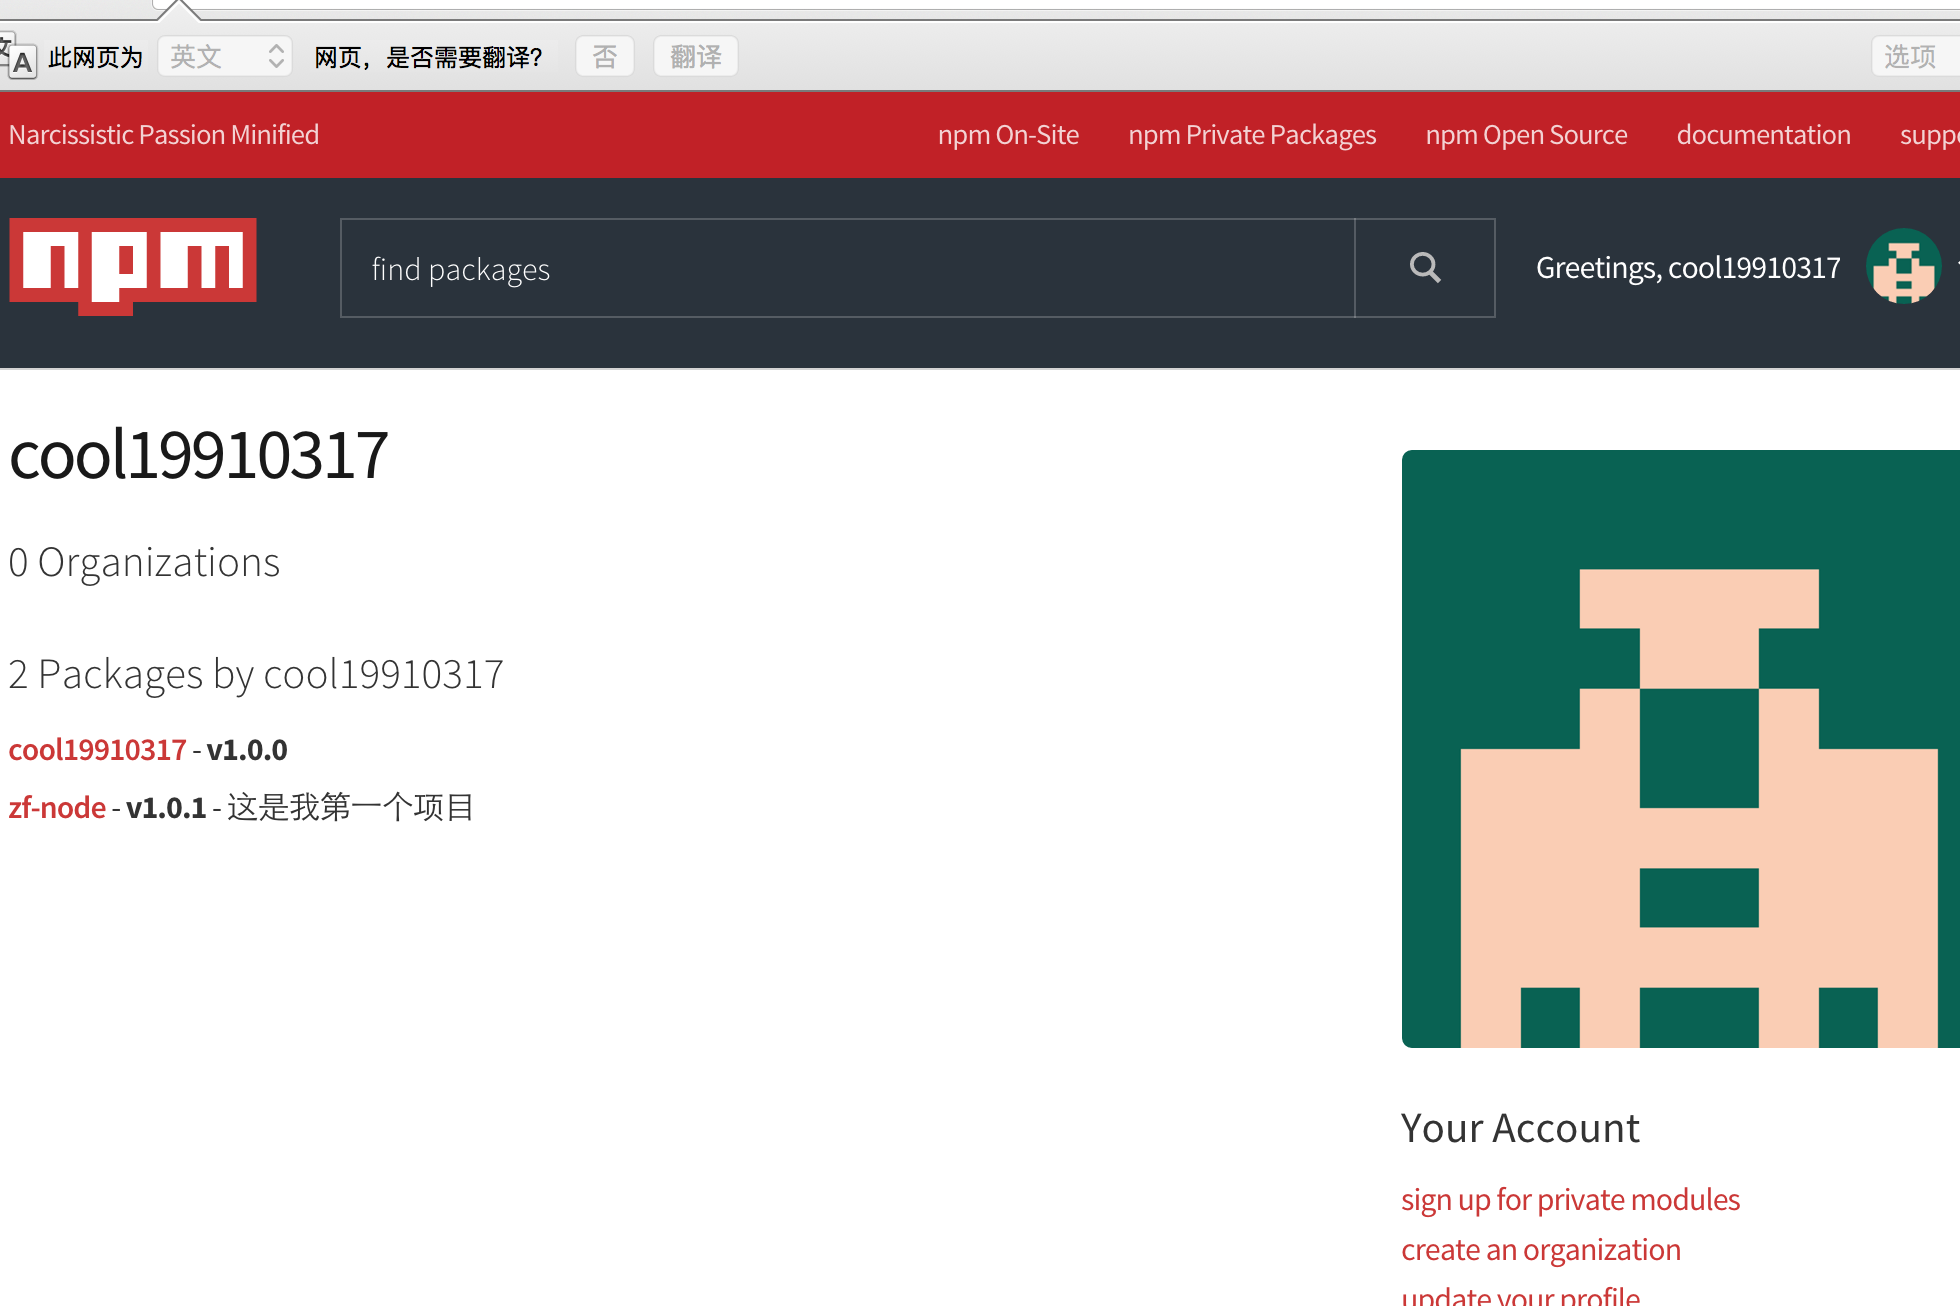 此网页为 英文 网页，是否需要翻译? 否 翻译 选项
Narcissistic Passion Minified npm On-Site npm Private Packages npm Open Source documentation
npm find packages Greetings, cool19910317
cool19910317
0 Organizations
2 Packages by cool19910317
cool19910317 - v1.0.0
zf-node - v1.0.1 - 这是我第一个项目
Your Account
sign up for private modules
create an organization
update your profile